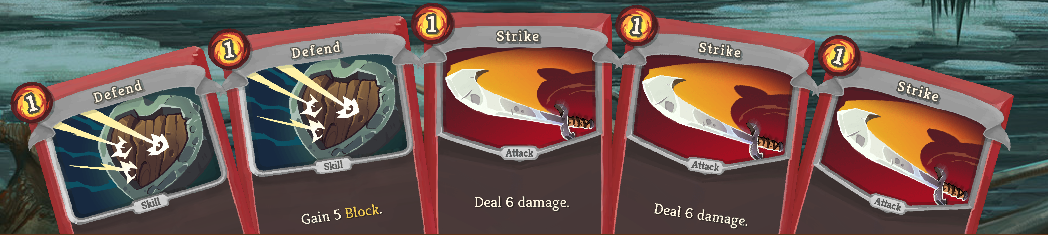 1
Defend
Skill
1
Defend
Skill
Gain 5 Block.
1
Strike
Attack
Deal 6 damage.
1
Strike
Attack
Deal 6 damage.
1
Strike
Attack